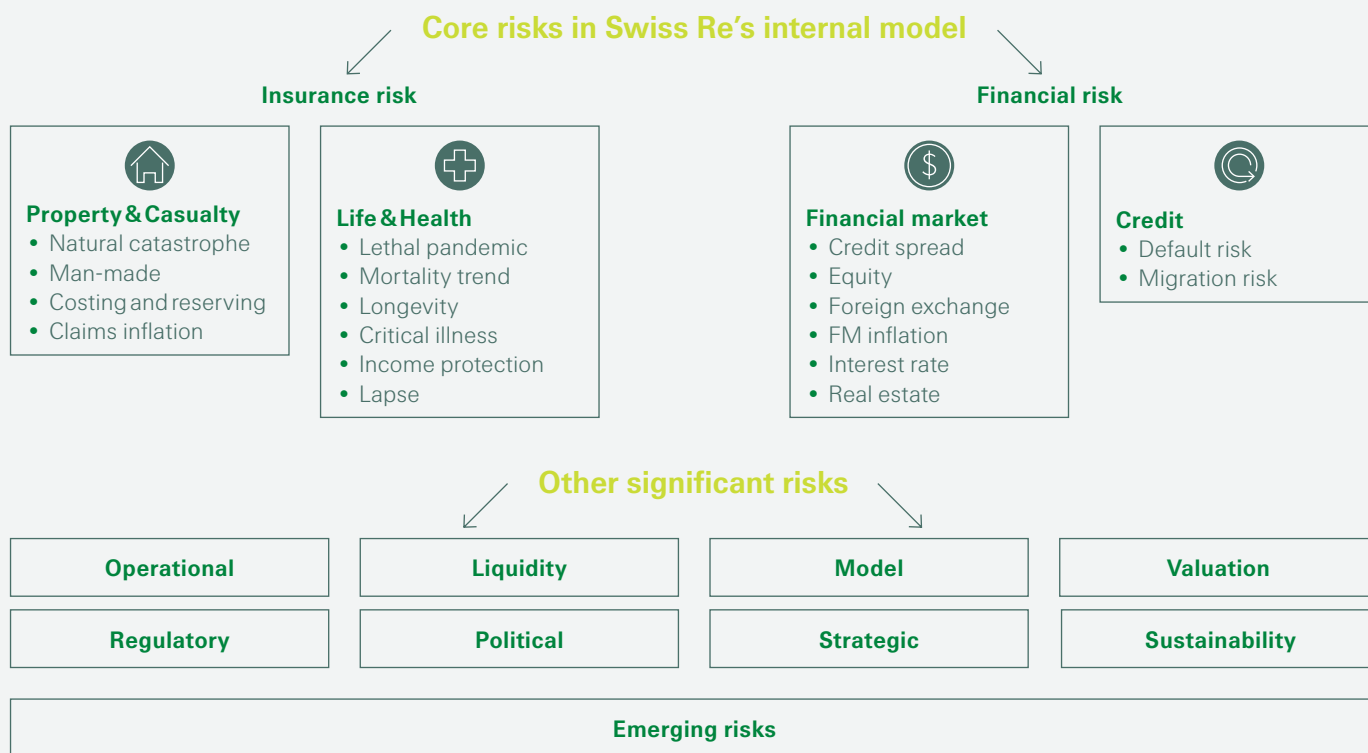 Core risks in Swiss Re's internal model
Insurance risk
Financial risk
Property & Casualty
• Natural catastrophe
• Man-made
• Costing and reserving
• Claims inflation
Life & Health
• Lethal pandemic
• Mortality trend
• Longevity
• Critical illness
• Income protection
• Lapse
$
Financial market
• Credit spread
• Equity
• Foreign exchange
• FM inflation
• Interest rate
• Real estate
Credit
• Default risk
• Migration risk
Other significant risks
Operational
Liquidity
Model
Valuation
Regulatory
Political
Strategic
Sustainability
Emerging risks